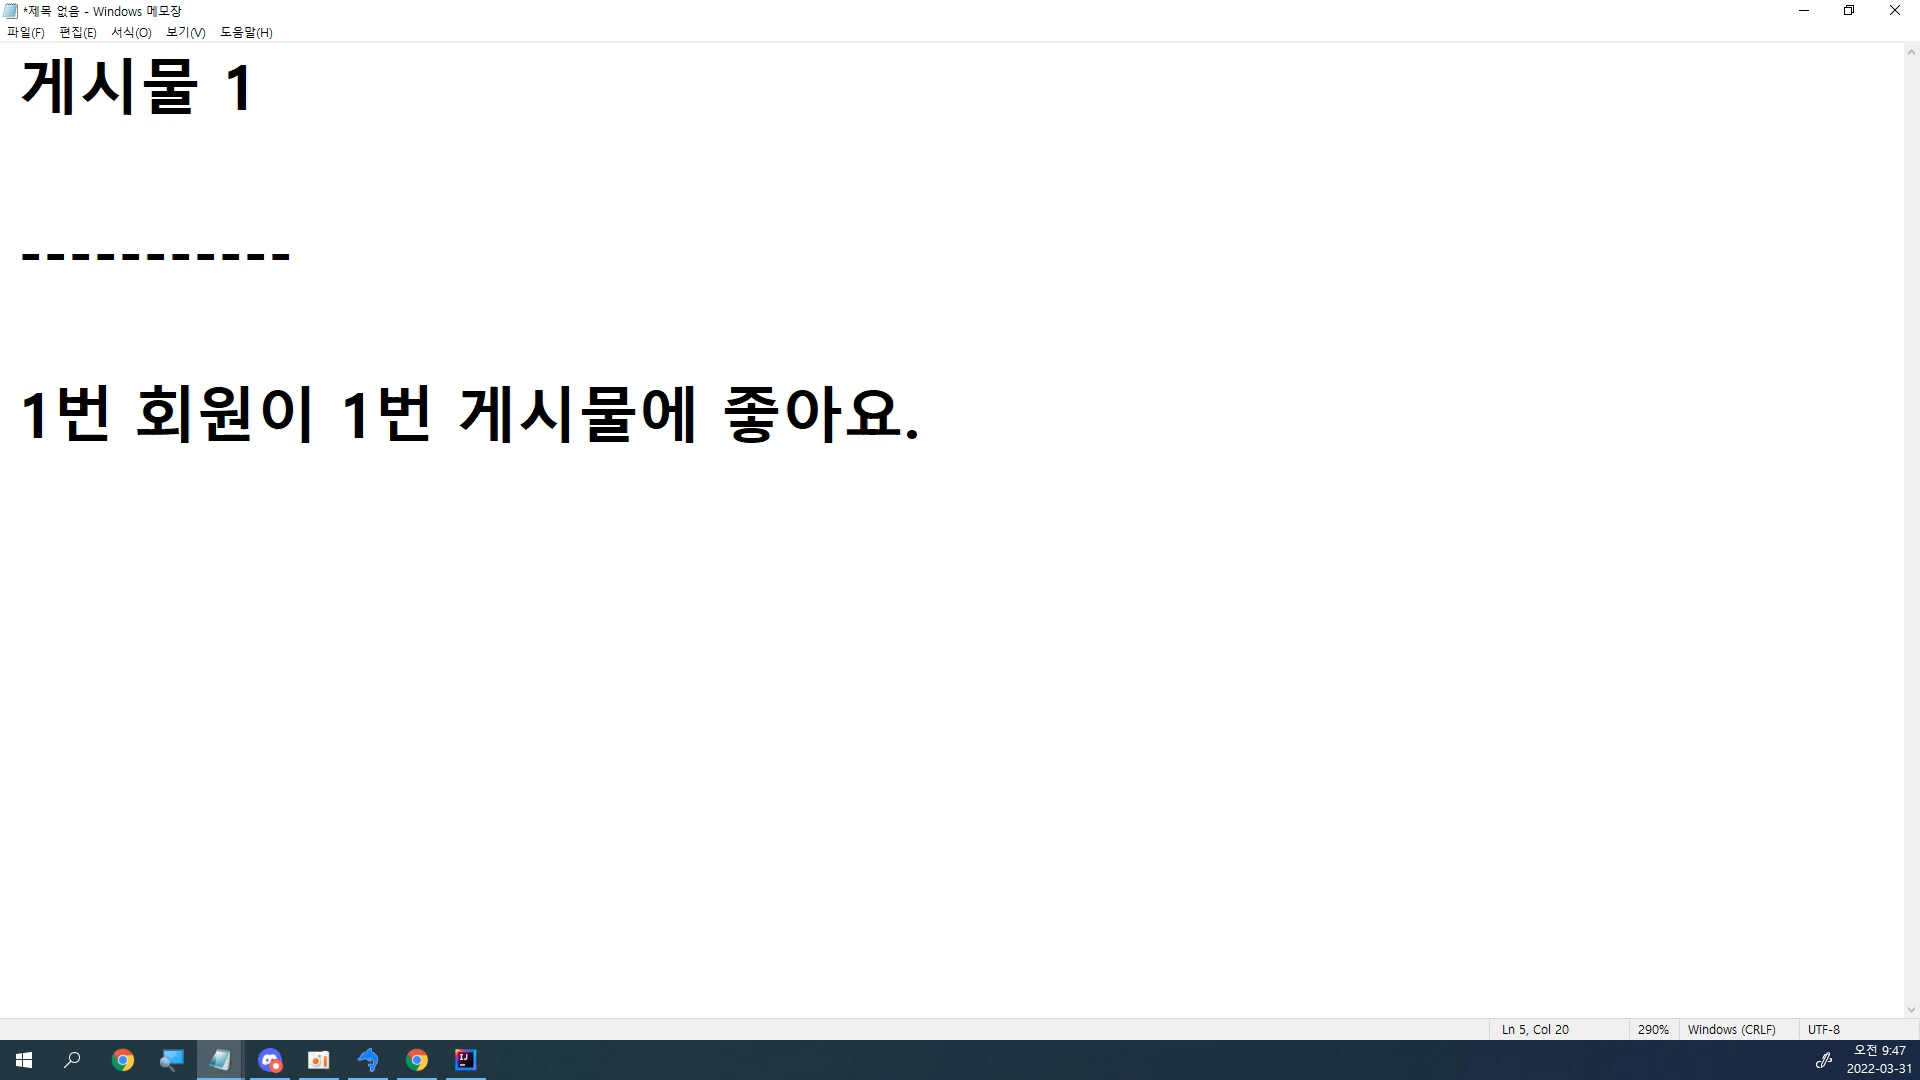 *제목 없음 - Windows 메모장
파일(F) 편집(E) 서식(O) 보기(V) 도움말(H)
게시물 1
-----------
1번 회원이 1번 게시물에 좋아요.
Ln 5, Col 20 290% Windows (CRLF) UTF-8
오전 9:47
2022-03-31